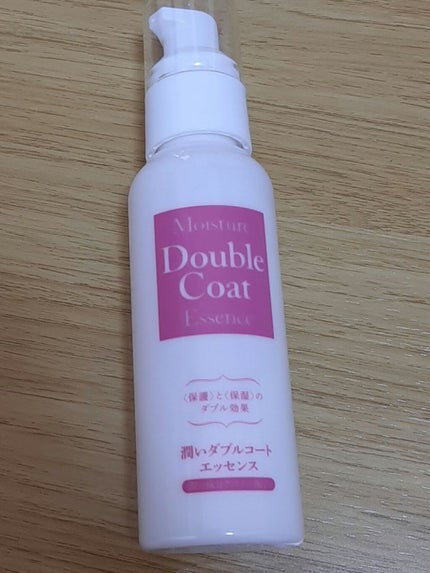 Moisture
Double
Coat
Essence
〈保護〉と〈保湿〉の
ダブル効果
潤いダブルコート
エッセンス